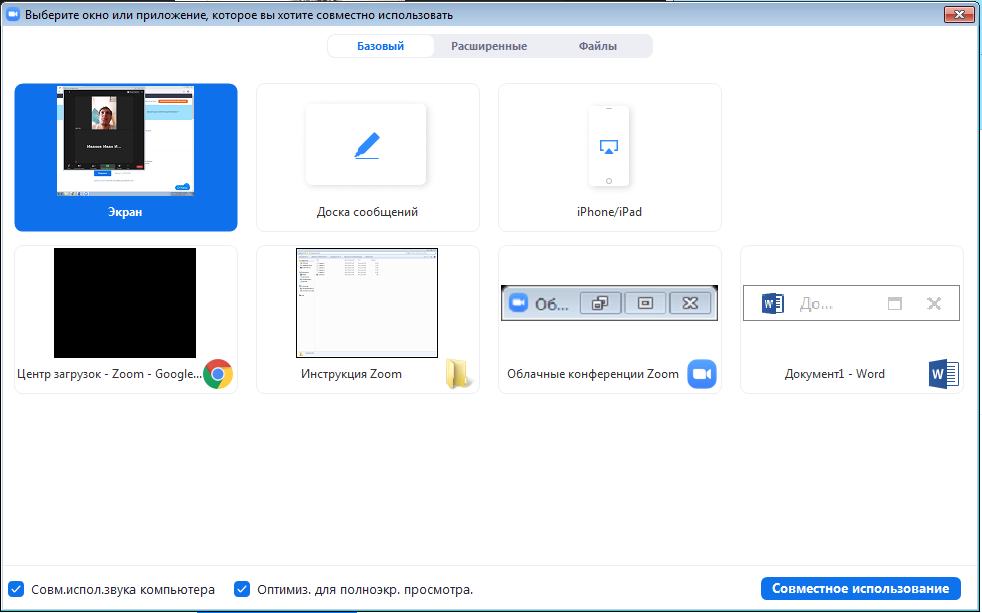 Выберите окно или приложение, которое вы хотите совместно использовать
Базовый
Расширенные
Файлы
Иванов Иван И...
Экран
Доска сообщений
iPhone/iPad
Об...
До...
Центр загрузок - Zoom - Google...
Инструкция Zoom
Облачные конференции Zoom
Документ1 - Word
Совм.испол.звука компьютера
Оптимиз. для полноэкр. просмотра.
Совместное использование